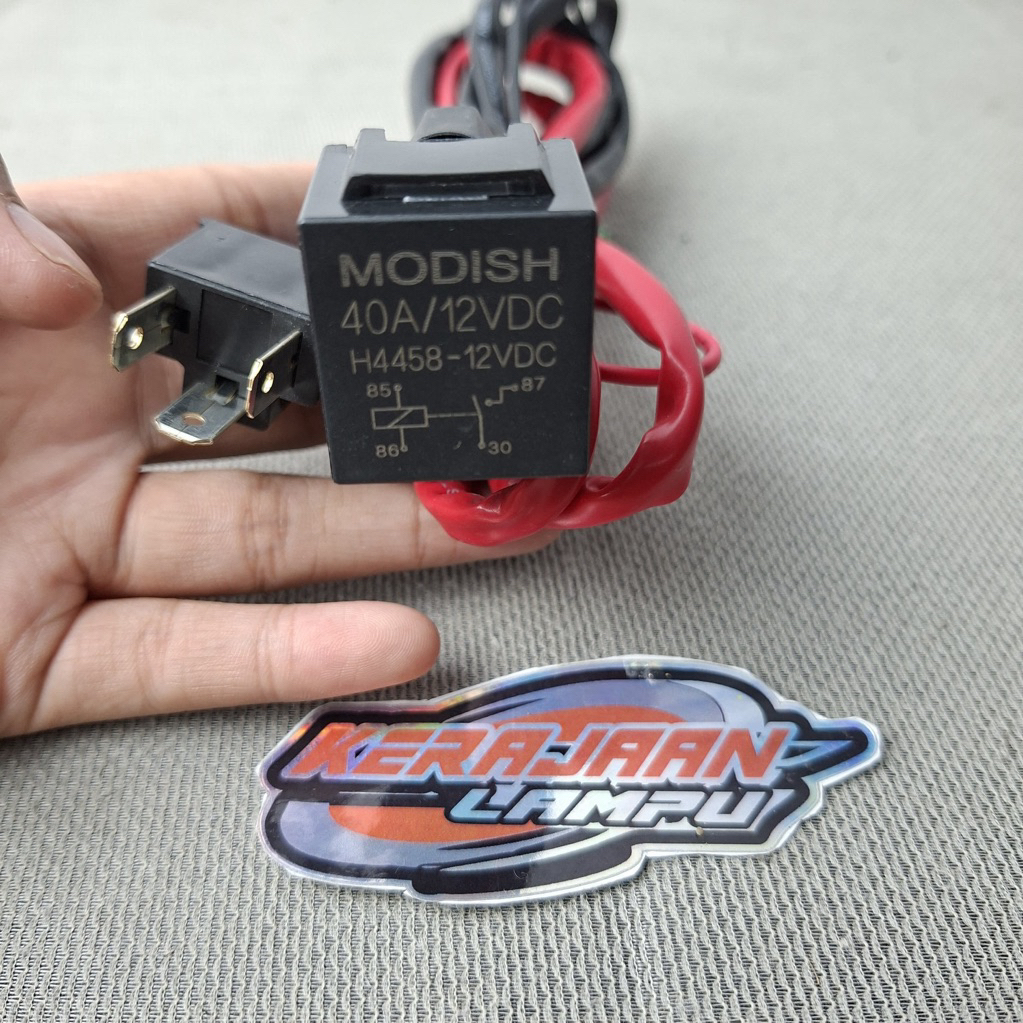 MODISH
40A/12VDC
H4458-12VDC
85
87
86
30
KERAJAAN
LAMPU